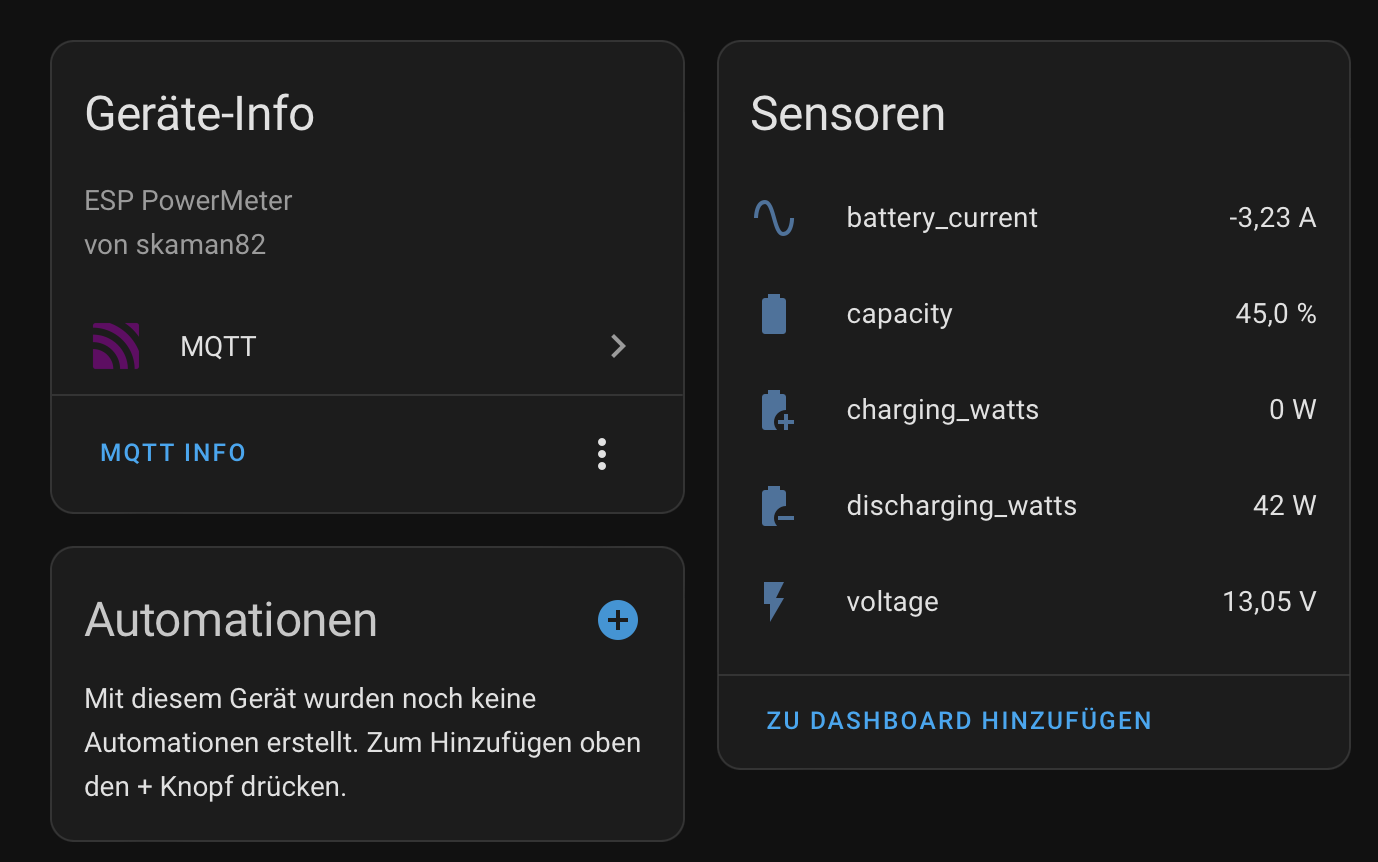 Geräte-Info
ESP PowerMeter
von skaman82
MQTT
MQTT INFO
Automationen
Mit diesem Gerät wurden noch keine
Automationen erstellt. Zum Hinzufügen oben
den + Knopf drücken.
Sensoren
battery_current -3,23 A
capacity 45,0 %
charging_watts 0 W
discharging_watts 42 W
voltage 13,05 V
ZU DASHBOARD HINZUFÜGEN